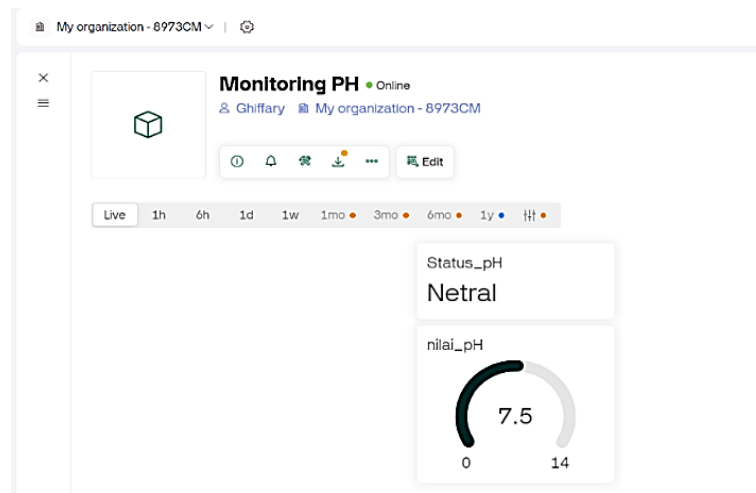 My organization - 8973CM
Monitoring PH Online
Ghiffary My organization - 8973CM
Edit
Live 1h 6h 1d 1w 1mo 3mo 6mo 1y
Status_pH
Netral
nilai_pH
7.5
0 14